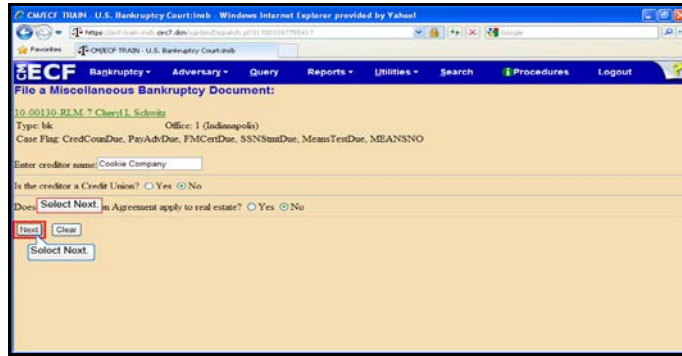 CM/ECF TRAIN - U.S. Bankruptcy Court:insb - Windows Internet Explorer provided by Yahoo!
Google
Favorites CM/ECF TRAIN - U.S. Bankruptcy Court:insb
ECF Bankruptcy Adversary Query Reports Utilities Search Procedures Logout ?
File a Miscellaneous Bankruptcy Document:
10-00130-RLM-7 Cheryl L Schwitz
Type: bk Office: 1 (Indianapolis)
Case Flag: CredCounDue, PayAdvDue, FMCertDue, SSNStmtDue, MeansTestDue, MEANSNO
Enter creditor name: Cookie Company
Is the creditor a Credit Union? Yes No
Does Select Next. n Agreement apply to real estate? Yes No
Next Clear
Select Next.